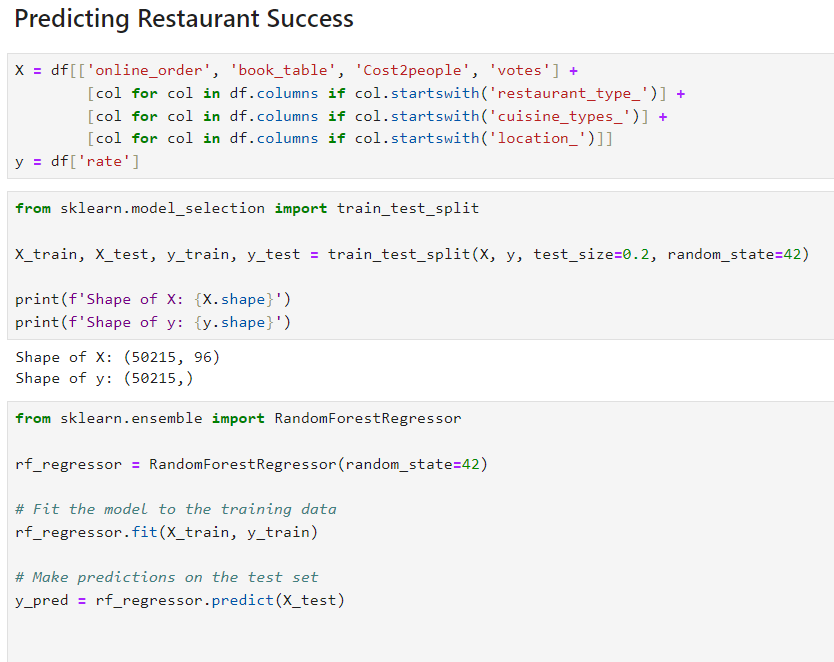 Predicting Restaurant Success
X = df[['online_order', 'book_table', 'Cost2people', 'votes'] +
[col for col in df.columns if col.startswith('restaurant_type_')] +
[col for col in df.columns if col.startswith('cuisine_types_')] +
[col for col in df.columns if col.startswith('location_')]]
y = df['rate']
from sklearn.model_selection import train_test_split
X_train, X_test, y_train, y_test = train_test_split(X, y, test_size=0.2, random_state=42)
print(f'Shape of X: {X.shape}')
print(f'Shape of y: {y.shape}')
Shape of X: (50215, 96)
Shape of y: (50215,)
from sklearn.ensemble import RandomForestRegressor
rf_regressor = RandomForestRegressor(random_state=42)
# Fit the model to the training data
rf_regressor.fit(X_train, y_train)
# Make predictions on the test set
y_pred = rf_regressor.predict(X_test)